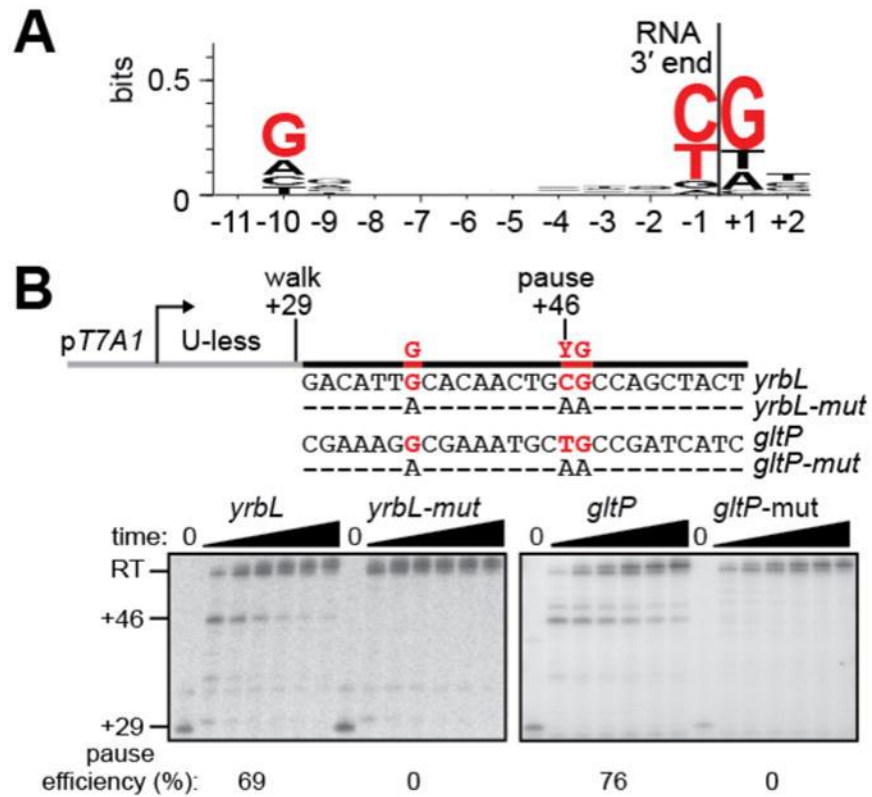 A
bits
0.5
0
RNA
3′ end
G
A
C
T
C
T
G
G
T
A
T
-11 -10 -9 -8 -7 -6 -5 -4 -3 -2 -1 +1 +2
B
walk
+29
pause
+46
pT7A1
U-less
G YG
GACATTGCACAACTGCGCCAGCTACT yrbL
------A--------AA--------- yrbL-mut
CGAAAGGCGAAATGCTGCCGATCATC gltP
------A--------AA--------- gltP-mut
yrbL yrbL-mut gltP gltP-mut
time: 0 0 0 0
RT
+46
+29
pause
efficiency (%): 69 0 76 0